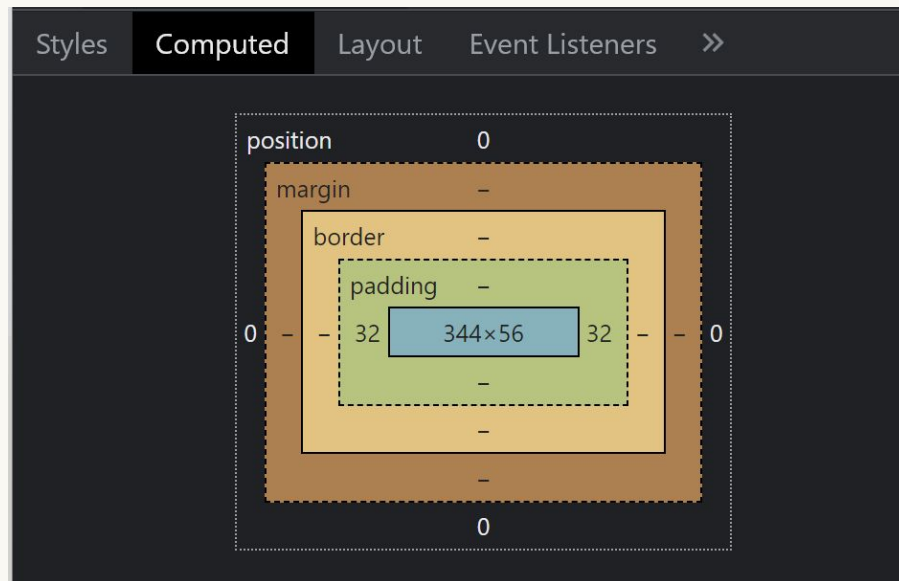 Styles Computed Layout Event Listeners »
position 0
margin –
border –
padding –
0 – – 32 344×56 32 – – 0
–
–
–
0